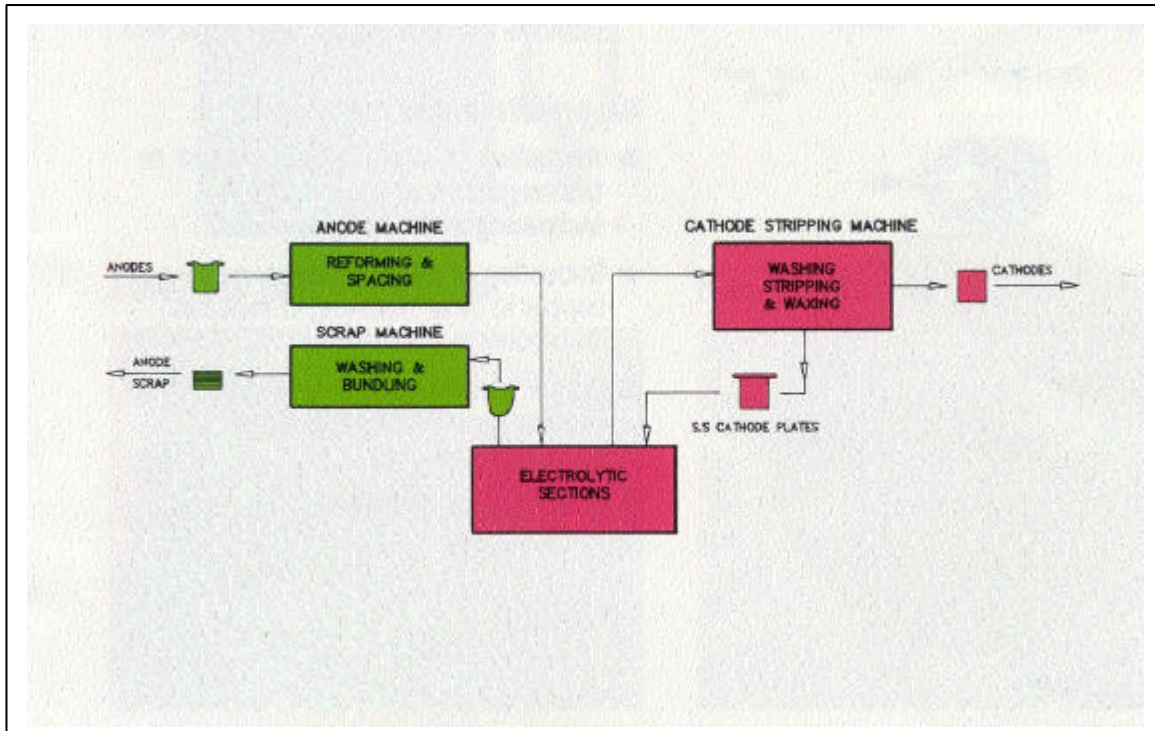 ANODE MACHINE
CATHODE STRIPPING MACHINE
ANODES
REFORMING &
SPACING
WASHING
STRIPPING
& WAXING
CATHODES
SCRAP MACHINE
ANODE
SCRAP
WASHING &
BUNDLING
S.S CATHODE PLATES
ELECTROLYTIC
SECTIONS